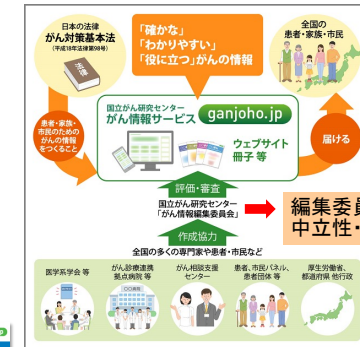 日本の法律
がん対策基本法
(平成18年法律第98号)
法律
「確かな」
「わかりやすい」
「役に立つ」がんの情報
全国の
患者・家族・市民
患者・家族・
市民のための
がんの情報
をつくること
国立がん研究センター
がん情報サービス
ganjoho.jp
ウェブサイト
冊子 等
届ける
評価・審査
国立がん研究センター
「がん情報編集委員会」
編集委員
中立性・
作成協力
全国の多くの専門家や患者・市民など
医学系学会 等
がん診療連携
拠点病院 等
がん相談支援
センター
患者、市民パネル、
患者団体 等
厚生労働省、
都道府県 他行政